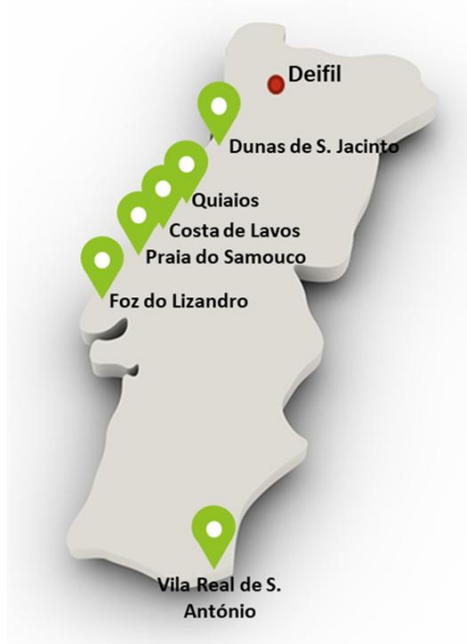 Deifil
Dunas de S. Jacinto
Quiaios
Costa de Lavos
Praia do Samouco
Foz do Lizandro
Vila Real de S.
António